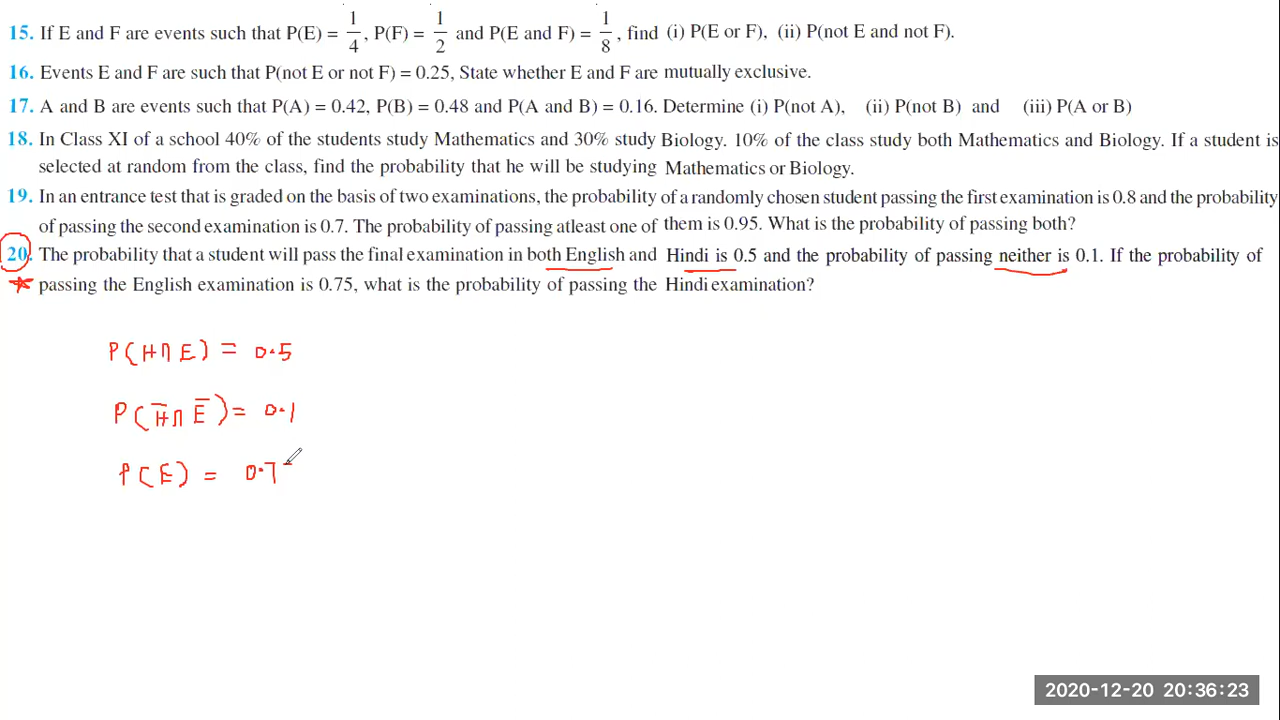 15. If E and F are events such that P(E) = 1/4, P(F) = 1/2 and P(E and F) = 1/8, find (i) P(E or F), (ii) P(not E and not F).
16. Events E and F are such that P(not E or not F) = 0.25, State whether E and F are mutually exclusive.
17. A and B are events such that P(A) = 0.42, P(B) = 0.48 and P(A and B) = 0.16. Determine (i) P(not A), (ii) P(not B) and (iii) P(A or B)
18. In Class XI of a school 40% of the students study Mathematics and 30% study Biology. 10% of the class study both Mathematics and Biology. If a student is
selected at random from the class, find the probability that he will be studying Mathematics or Biology.
19. In an entrance test that is graded on the basis of two examinations, the probability of a randomly chosen student passing the first examination is 0.8 and the probability
of passing the second examination is 0.7. The probability of passing atleast one of them is 0.95. What is the probability of passing both?
20. The probability that a student will pass the final examination in both English and Hindi is 0.5 and the probability of passing neither is 0.1. If the probability of
passing the English examination is 0.75, what is the probability of passing the Hindi examination?
P(H∩E) = 0.5
P(H̅∩E̅) = 0.1
P(E) = 0.7
2020-12-20 20:36:23